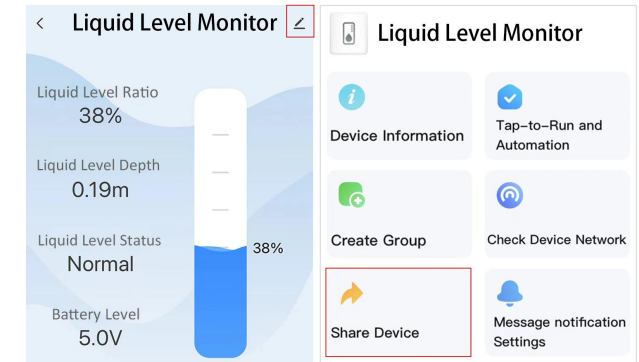 Liquid Level Monitor
Liquid Level Ratio
38%
Liquid Level Depth
0.19m
Liquid Level Status
Normal
38%
Battery Level
5.0V
Liquid Level Monitor
Device Information
Tap-to-Run and
Automation
Create Group
Check Device Network
Share Device
Message notification
Settings